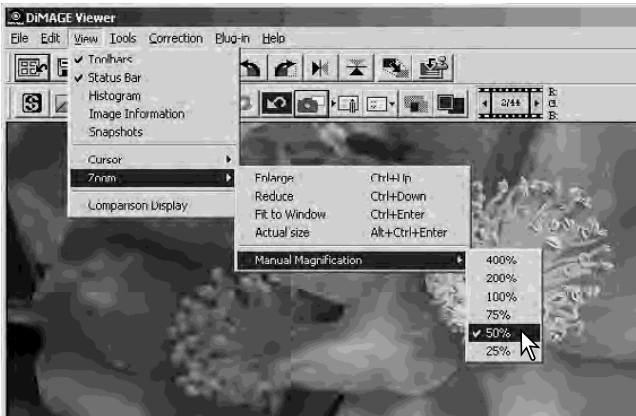 DiMAGE Viewer
File Edit View Tools Correction Plug-in Help
Toolbars
Status Bar
Histogram
Image Information
Snapshots
Cursor
Zoom
Comparison Display
Enlarge Ctrl+Up
Reduce Ctrl+Down
Fit to Window Ctrl+Enter
Actual size Alt+Ctrl+Enter
Manual Magnification
400%
200%
100%
75%
50%
25%
3/44
R:
G:
B: